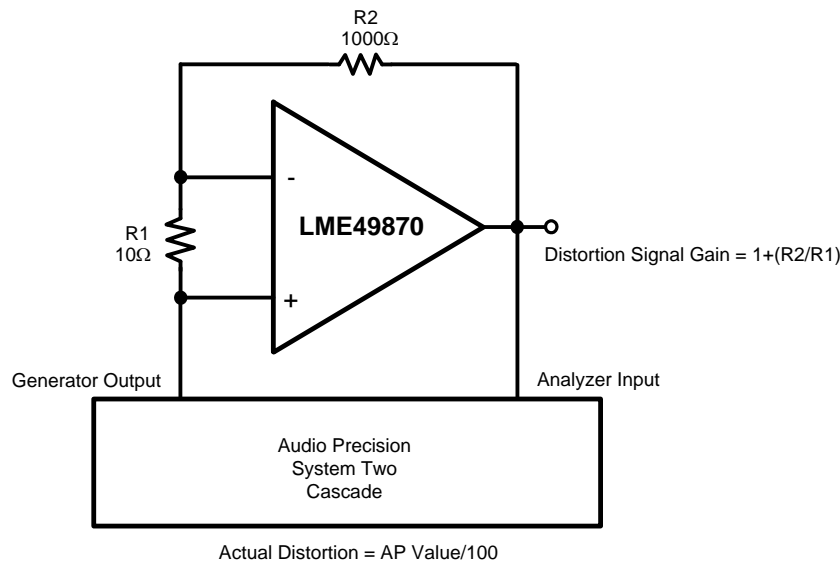 R2
1000Ω
-
LME49870
R1
10Ω
+
Distortion Signal Gain = 1+(R2/R1)
Generator Output
Analyzer Input
Audio Precision
System Two
Cascade
Actual Distortion = AP Value/100